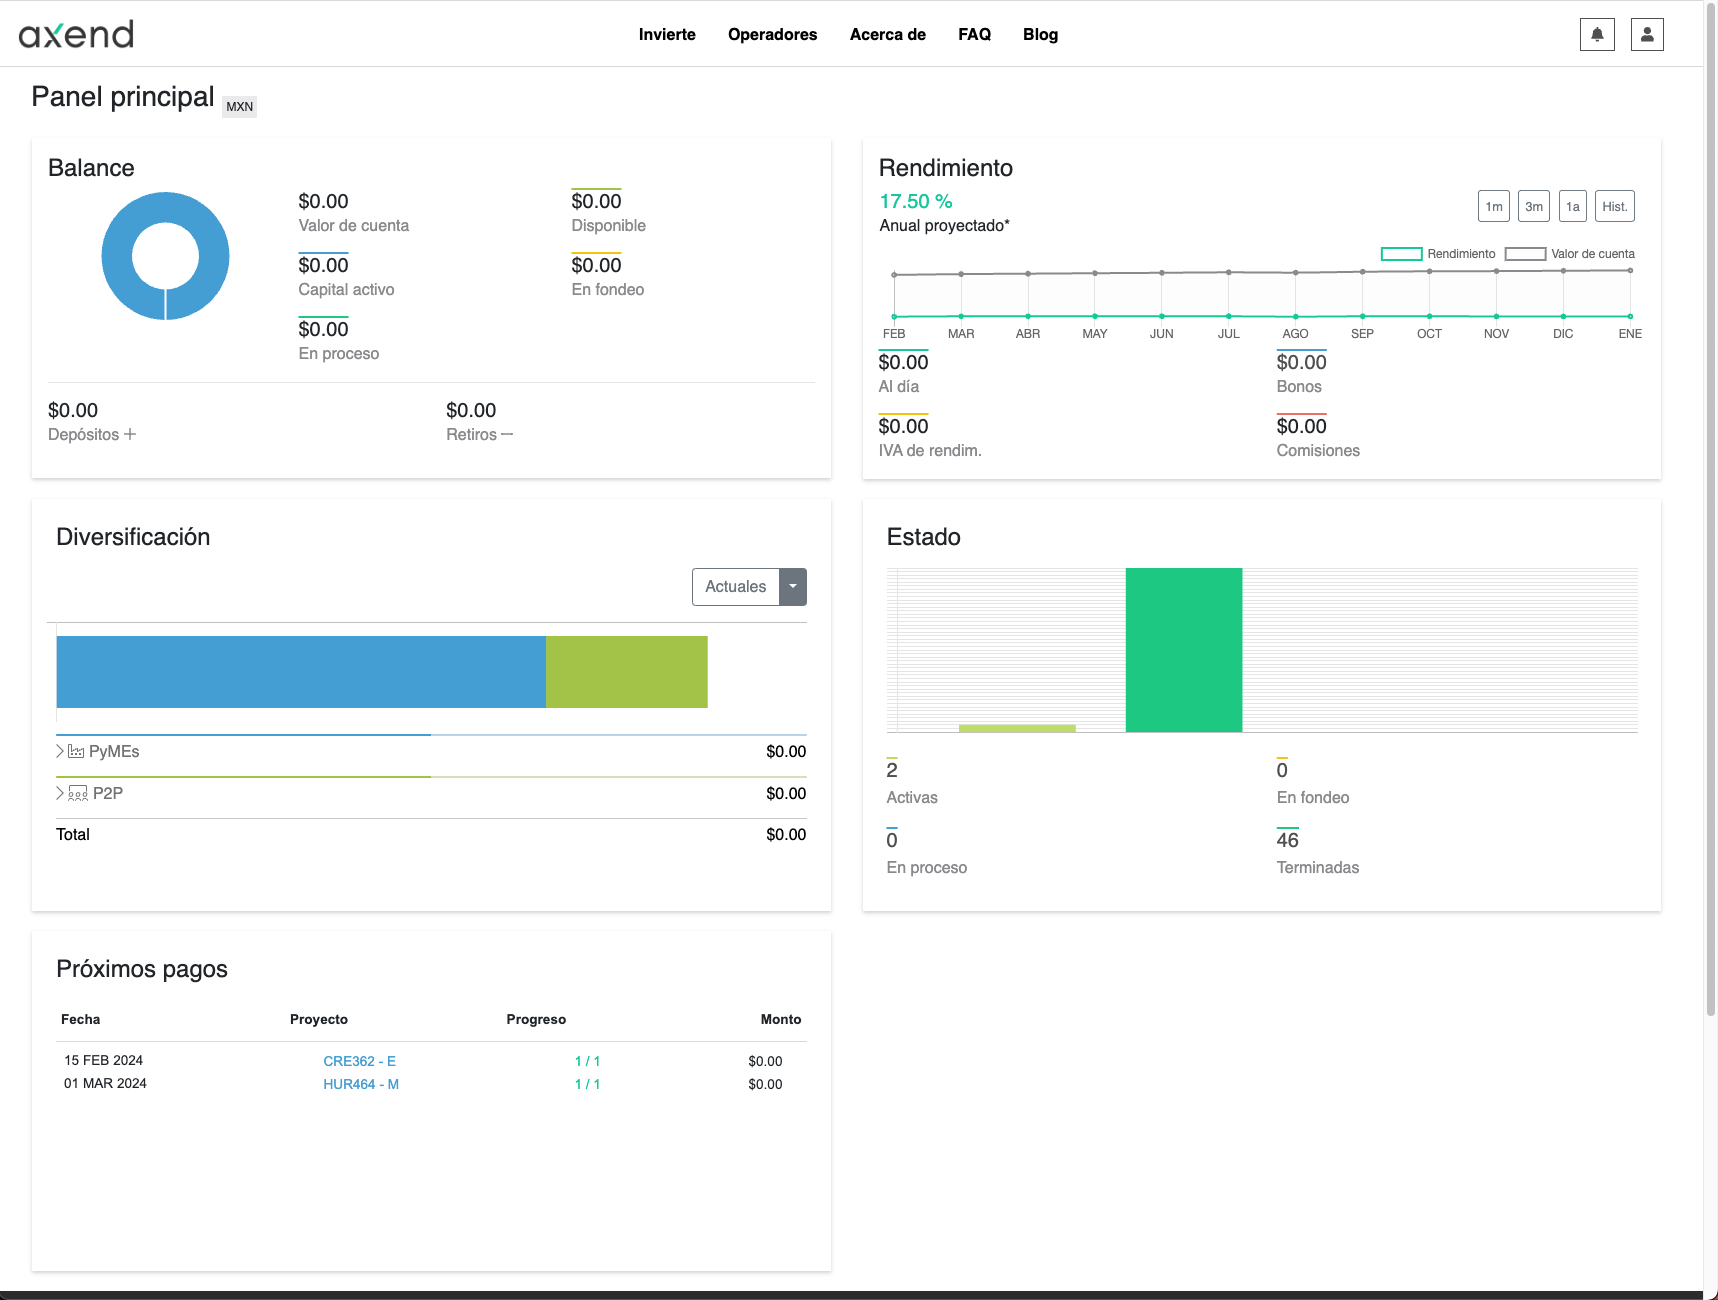 axend
Invierte Operadores Acerca de FAQ Blog
Panel principal MXN
Balance
$0.00
Valor de cuenta
$0.00
Disponible
$0.00
Capital activo
$0.00
En fondeo
$0.00
En proceso
$0.00
Depósitos +
$0.00
Retiros −
Rendimiento
17.50 %
Anual proyectado*
1m 3m 1a Hist.
Rendimiento Valor de cuenta
FEB MAR ABR MAY JUN JUL AGO SEP OCT NOV DIC ENE
$0.00
Al día
$0.00
Bonos
$0.00
IVA de rendim.
$0.00
Comisiones
Diversificación
Actuales
PyMEs $0.00
P2P $0.00
Total $0.00
Estado
2
Activas
0
En fondeo
0
En proceso
46
Terminadas
Próximos pagos
Fecha Proyecto Progreso Monto
15 FEB 2024 CRE362 - E 1 / 1 $0.00
01 MAR 2024 HUR464 - M 1 / 1 $0.00